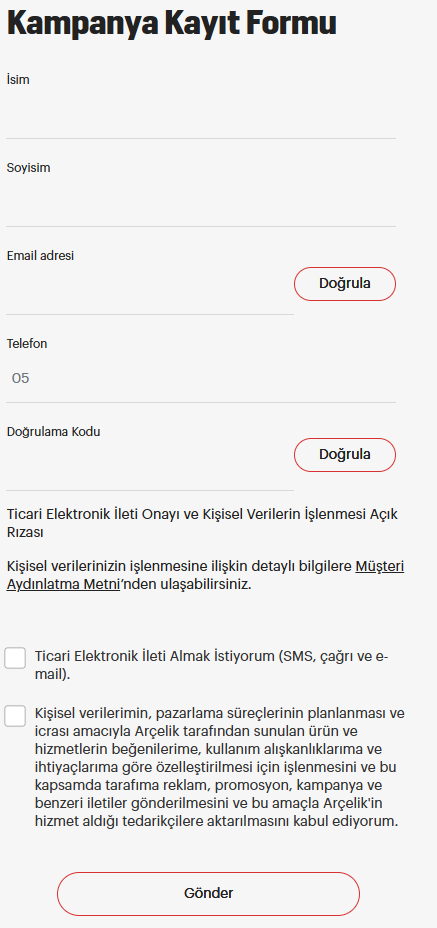 Kampanya Kayıt Formu
İsim
Soyisim
Email adresi
Doğrula
Telefon
05
Doğrulama Kodu
Doğrula
Ticari Elektronik İleti Onayı ve Kişisel Verilerin İşlenmesi Açık
Rızası
Kişisel verilerinizin işlenmesine ilişkin detaylı bilgilere Müşteri
Aydınlatma Metni'nden ulaşabilirsiniz.
Ticari Elektronik İleti Almak İstiyorum (SMS, çağrı ve e-
mail).
Kişisel verilerimin, pazarlama süreçlerinin planlanması ve
icrası amacıyla Arçelik tarafından sunulan ürün ve
hizmetlerin beğenilerime, kullanım alışkanlıklarıma ve
ihtiyaçlarıma göre özelleştirilmesi için işlenmesini ve bu
kapsamda tarafıma reklam, promosyon, kampanya ve
benzeri iletiler gönderilmesini ve bu amaçla Arçelik'in
hizmet aldığı tedarikçilere aktarılmasını kabul ediyorum.
Gönder